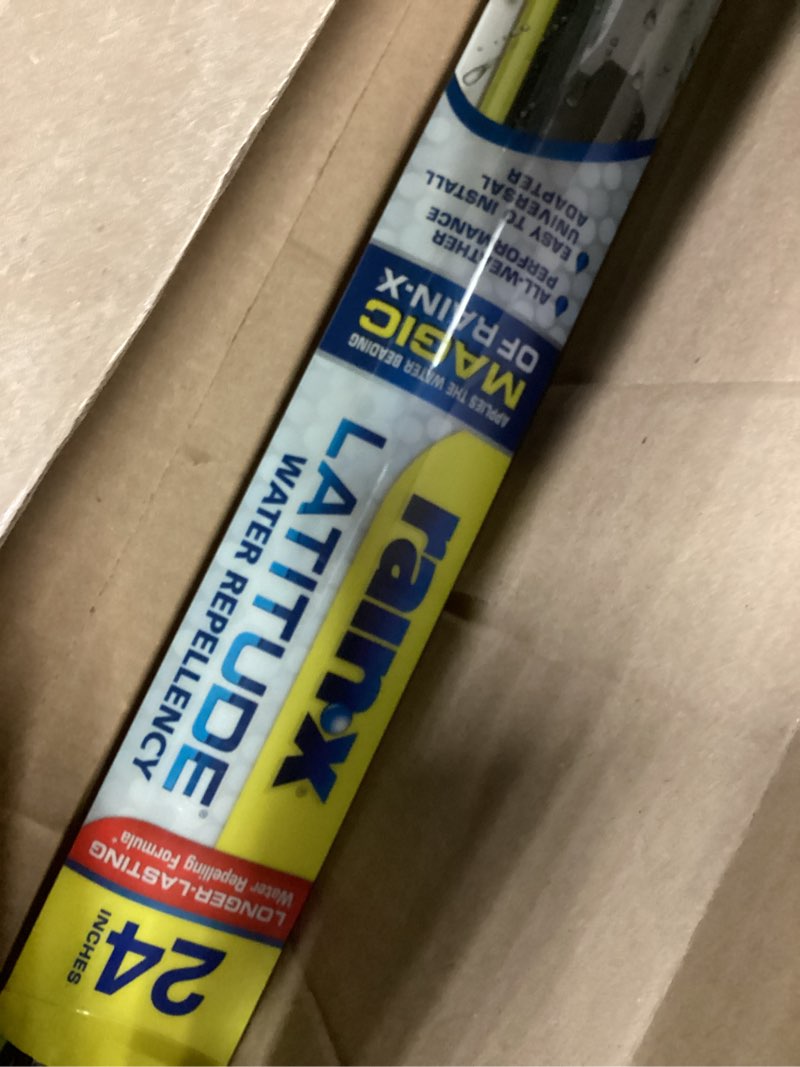 24
INCHES
LONGER-LASTING
Water Repelling Formula*
rain·x®
LATITUDE®
WATER REPELLENCY
APPLIES THE WATER BEADING
MAGIC
OF RAIN-X®
ALL-WEATHER
PERFORMANCE
EASY TO INSTALL
UNIVERSAL
ADAPTER